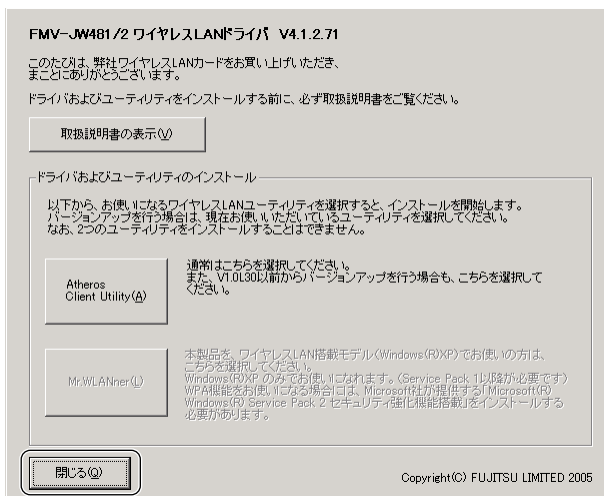 FMV-JW481/2 ワイヤレスLANドライバ V4.1.2.71
このたびは、弊社ワイヤレスLANカードをお買い上げいただき、
まことにありがとうございます。
ドライバおよびユーティリティをインストールする前に、必ず取扱説明書をご覧ください。
取扱説明書の表示(V)
ドライバおよびユーティリティのインストール
以下から、お使いになるワイヤレスLANユーティリティを選択すると、インストールを開始します。
バージョンアップを行う場合は、現在お使いいただいているユーティリティを選択してください。
なお、2つのユーティリティをインストールすることはできません。
Atheros
Client Utility(A)
通常はこちらを選択してください。
また、V1.0L30以前からバージョンアップを行う場合も、こちらを選択して
ください。
Mr.WLANner(L)
本製品を、ワイヤレスLAN搭載モデル(Windows(R)XP)でお使いの方は、
こちらを選択してください。
Windows(R)XP のみでお使いになれます。(Service Pack 1以降が必要です)
WPA機能をお使いになる場合には、Microsoft社が提供する「Microsoft(R)
Windows(R) Service Pack 2 セキュリティ強化機能搭載」をインストールする
必要があります。
閉じる(Q)
Copyright(C) FUJITSU LIMITED 2005